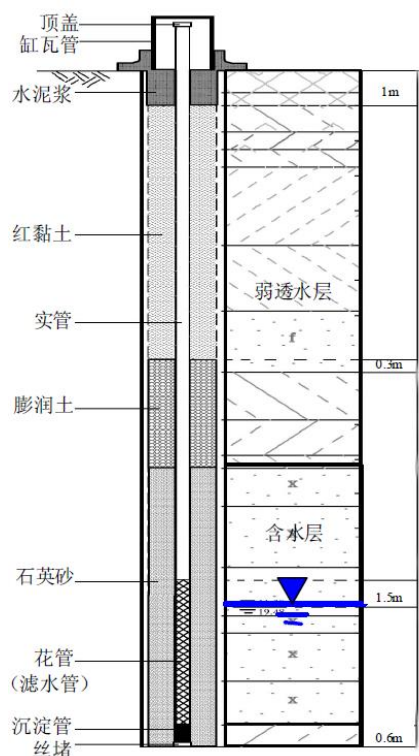 顶盖
缸瓦管
水泥浆
1m
红黏土
弱透水层
实管
f
0.3m
膨润土
x
含水层
石英砂
1.5m
x
花管
（滤水管）
x
沉淀管
丝堵
0.6m